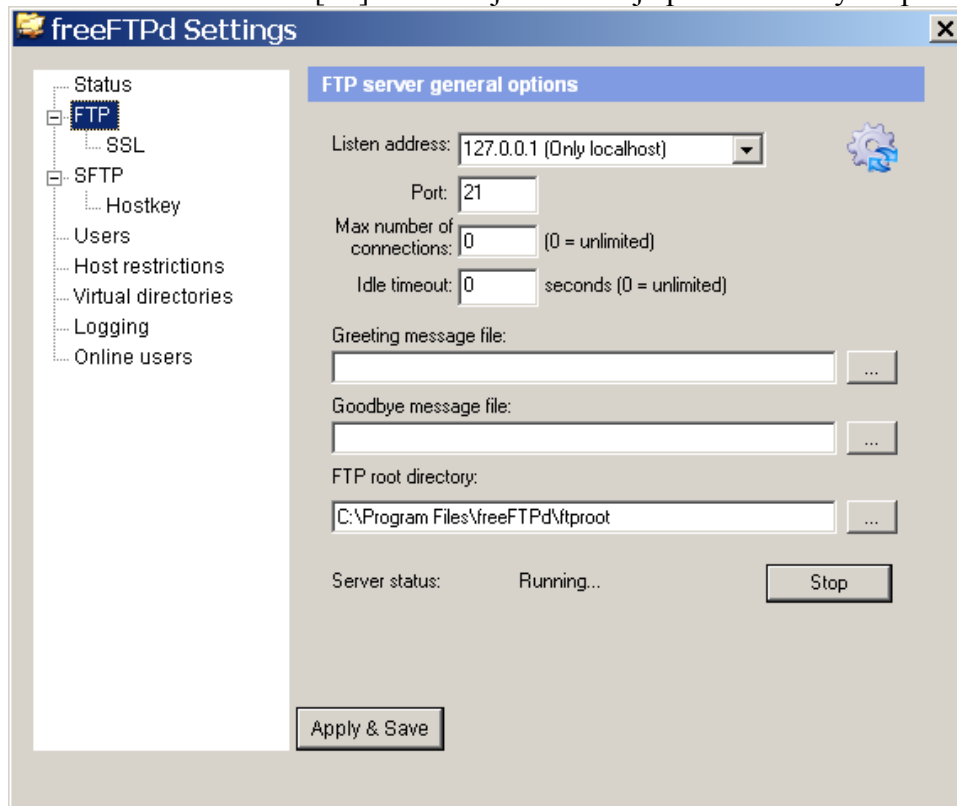 freeFTPd Settings
Status
FTP
SSL
SFTP
Hostkey
Users
Host restrictions
Virtual directories
Logging
Online users
FTP server general options
Listen address: 127.0.0.1 (Only localhost)
Port: 21
Max number of
connections: 0 (0 = unlimited)
Idle timeout: 0 seconds (0 = unlimited)
Greeting message file:
...
Goodbye message file:
...
FTP root directory:
C:\Program Files\freeFTPd\ftproot ...
Server status: Running... Stop
Apply & Save